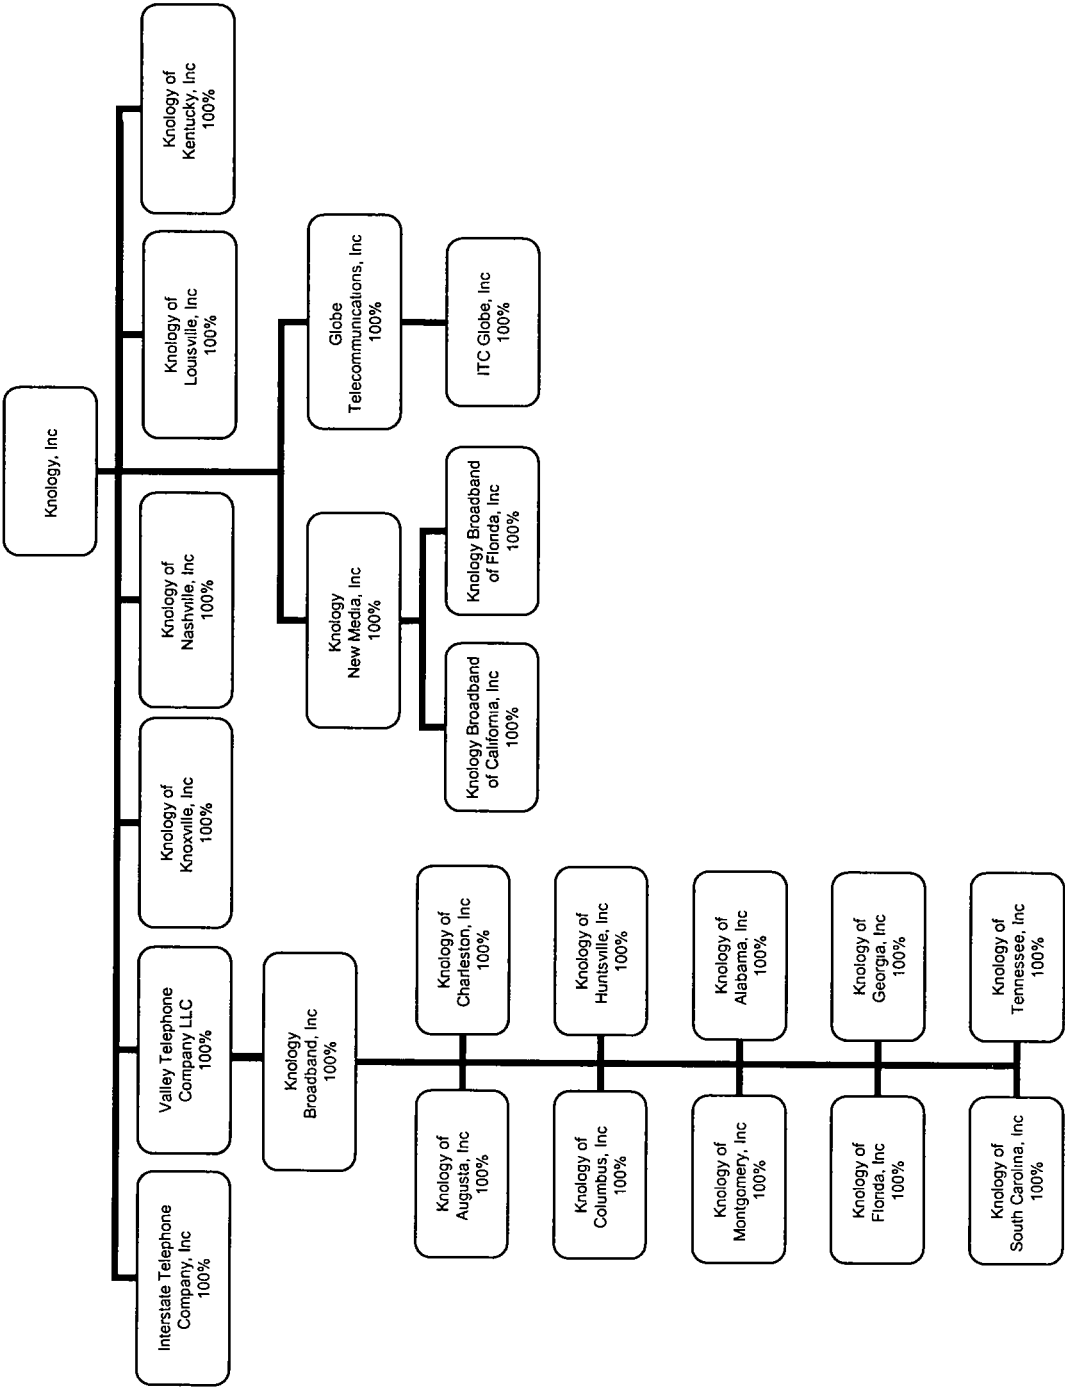 Knology, Inc
Interstate Telephone
Company, Inc
100%
Valley Telephone
Company LLC
100%
Knology of
Knoxville, Inc
100%
Knology of
Nashville, Inc
100%
Knology of
Louisville, Inc
100%
Knology of
Kentucky, Inc
100%
Knology
Broadband, Inc
100%
Knology
New Media, Inc
100%
Globe
Telecommunications, Inc
100%
Knology Broadband
of California, Inc
100%
Knology Broadband
of Florida, Inc
100%
ITC Globe, Inc
100%
Knology of
Augusta, Inc
100%
Knology of
Charleston, Inc
100%
Knology of
Columbus, Inc
100%
Knology of
Huntsville, Inc
100%
Knology of
Montgomery, Inc
100%
Knology of
Alabama, Inc
100%
Knology of
Florida, Inc
100%
Knology of
Georgia, Inc
100%
Knology of
South Carolina, Inc
100%
Knology of
Tennessee, Inc
100%